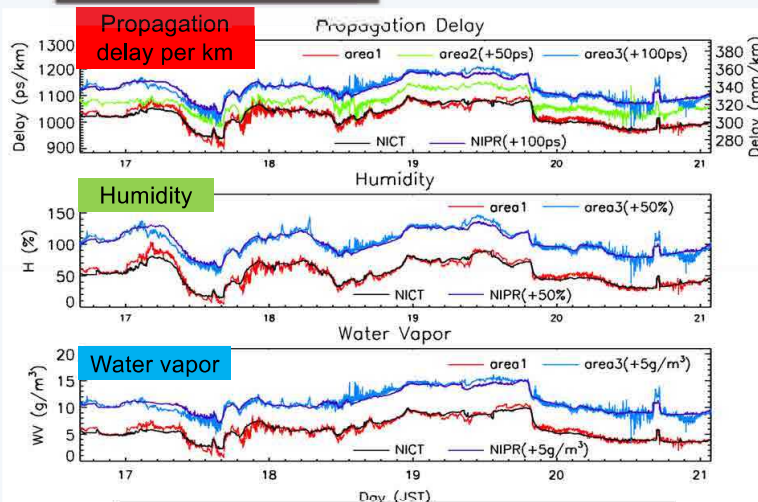 Propagation
delay per km
Propagation Delay
1300
1200
1100
1000
900
Delay (ps/km)
area1
area2(+50ps)
area3(+100ps)
NICT
NIPR(+100ps)
380
360
340
320
300
280
Delay (mm/km)
17
18
19
20
21
Humidity
Humidity
150
100
50
0
H (%)
area1
area3(+50%)
NICT
NIPR(+50%)
17
18
19
20
21
Water Vapor
Water vapor
20
15
10
5
0
WV (g/m³)
area1
area3(+5g/m³)
NICT
NIPR(+5g/m³)
17
18
19
20
21
Day (JST)